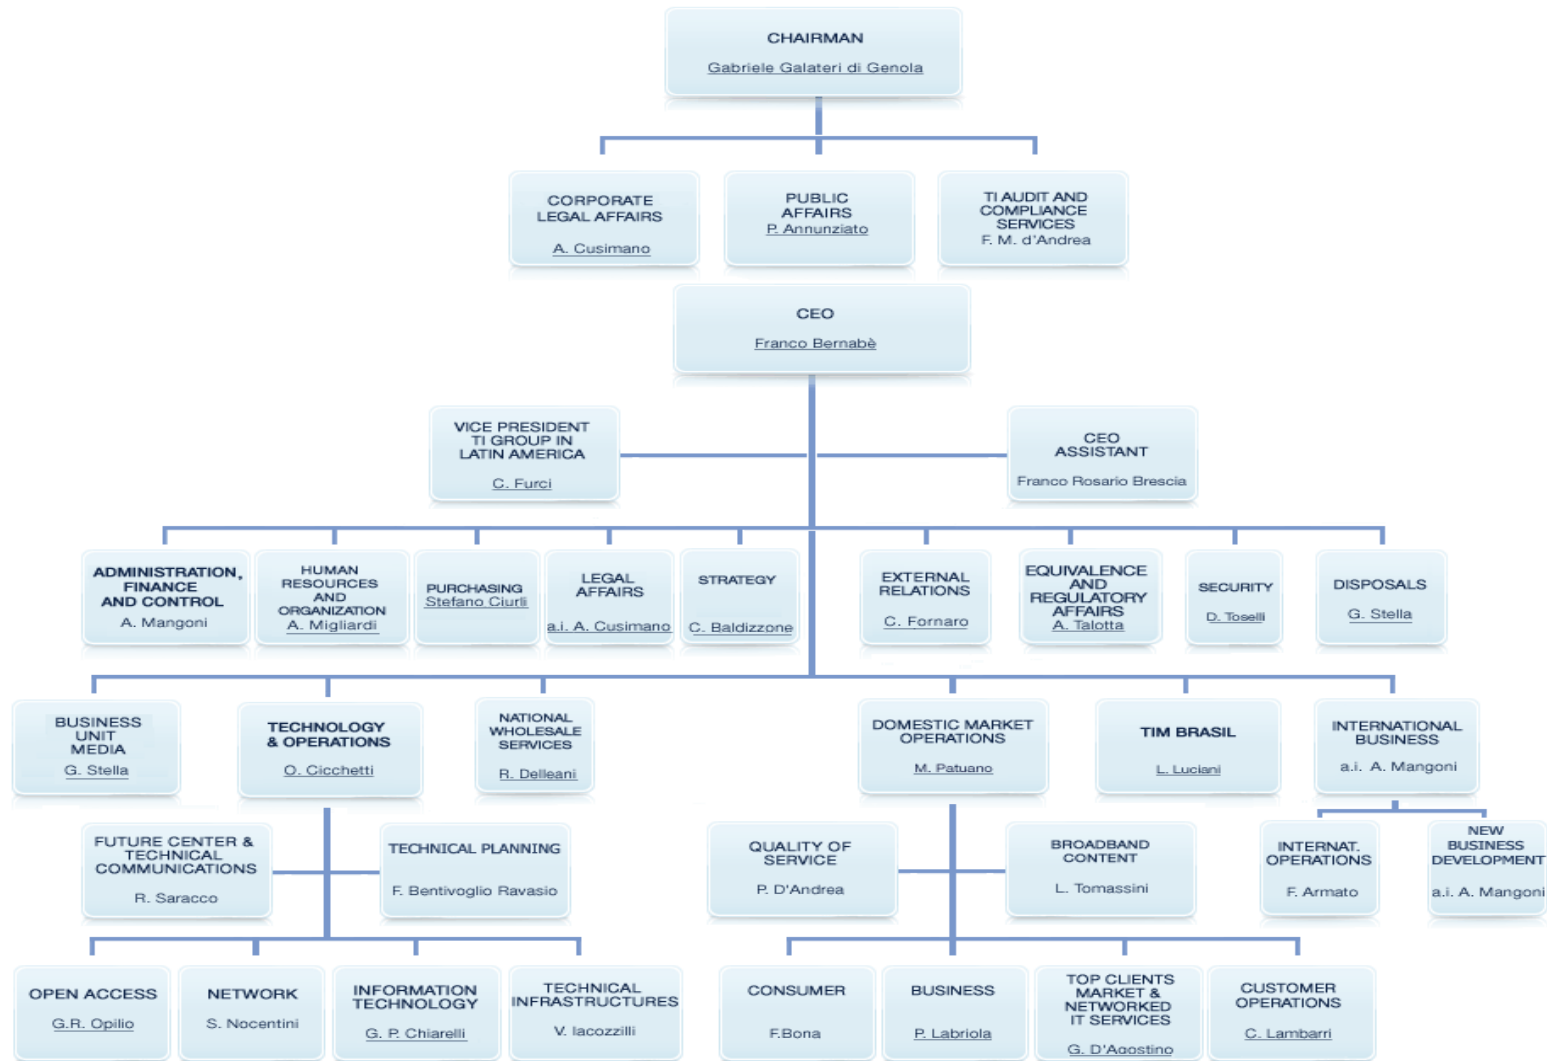 CHAIRMAN
Gabriele Galateri di Genola
CORPORATE
LEGAL AFFAIRS
A. Cusimano
PUBLIC
AFFAIRS
P. Annunziato
TI AUDIT AND
COMPLIANCE
SERVICES
F. M. d'Andrea
CEO
Franco Bernabè
VICE PRESIDENT
TI GROUP IN
LATIN AMERICA
C. Furci
CEO
ASSISTANT
Franco Rosario Brescia
ADMINISTRATION,
FINANCE
AND CONTROL
A. Mangoni
HUMAN
RESOURCES
AND
ORGANIZATION
A. Migliardi
PURCHASING
Stefano Ciurli
LEGAL
AFFAIRS
a.i. A. Cusimano
STRATEGY
C. Baldizzone
EXTERNAL
RELATIONS
C. Fornaro
EQUIVALENCE
AND
REGULATORY
AFFAIRS
A. Talotta
SECURITY
D. Toselli
DISPOSALS
G. Stella
BUSINESS
UNIT
MEDIA
G. Stella
TECHNOLOGY
& OPERATIONS
O. Cicchetti
NATIONAL
WHOLESALE
SERVICES
R. Delleani
DOMESTIC MARKET
OPERATIONS
M. Patuano
TIM BRASIL
L. Luciani
INTERNATIONAL
BUSINESS
a.i. A. Mangoni
FUTURE CENTER &
TECHNICAL
COMMUNICATIONS
R. Saracco
TECHNICAL PLANNING
F. Bentivoglio Ravasio
QUALITY OF
SERVICE
P. D'Andrea
BROADBAND
CONTENT
L. Tomassini
INTERNAT.
OPERATIONS
F. Armato
NEW
BUSINESS
DEVELOPMENT
a.i. A. Mangoni
OPEN ACCESS
G.R. Opilio
NETWORK
S. Nocentini
INFORMATION
TECHNOLOGY
G. P. Chiarelli
TECHNICAL
INFRASTRUCTURES
V. Iacozzilli
CONSUMER
F.Bona
BUSINESS
P. Labriola
TOP CLIENTS
MARKET &
NETWORKED
IT SERVICES
G. D'Agostino
CUSTOMER
OPERATIONS
C. Lambarri